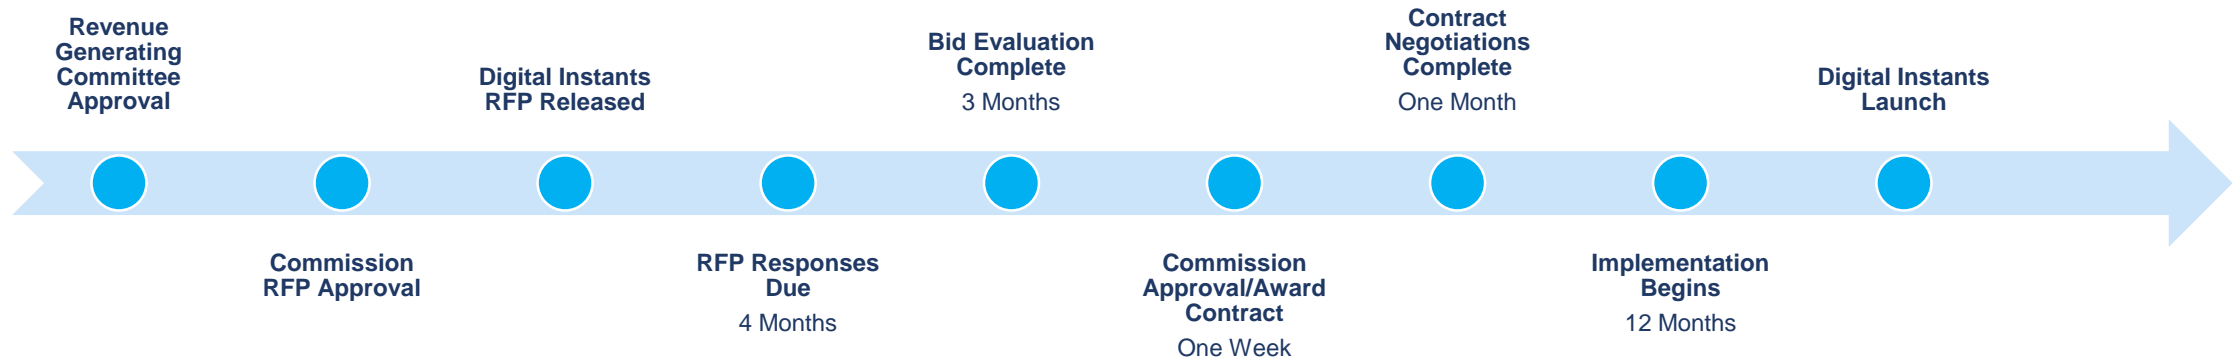 Revenue
Generating
Committee
Approval
Commission
RFP Approval
Digital Instants
RFP Released
RFP Responses
Due
4 Months
Bid Evaluation
Complete
3 Months
Commission
Approval/Award
Contract
One Week
Contract
Negotiations
Complete
One Month
Implementation
Begins
12 Months
Digital Instants
Launch